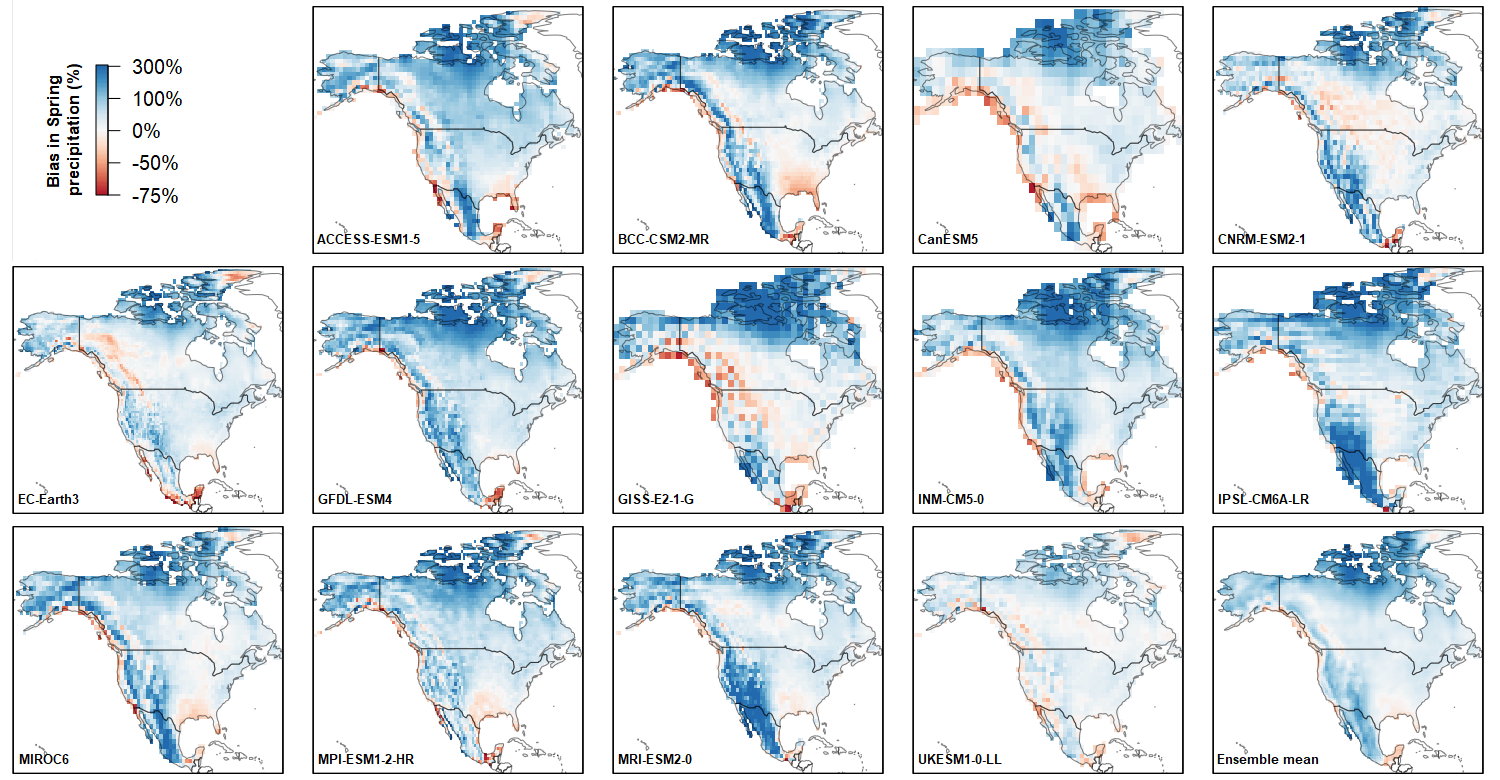 Bias in Spring
precipitation (%)
300%
100%
0%
-50%
-75%
ACCESS-ESM1-5
BCC-CSM2-MR
CanESM5
CNRM-ESM2-1
EC-Earth3
GFDL-ESM4
GISS-E2-1-G
INM-CM5-0
IPSL-CM6A-LR
MIROC6
MPI-ESM1-2-HR
MRI-ESM2-0
UKESM1-0-LL
Ensemble mean